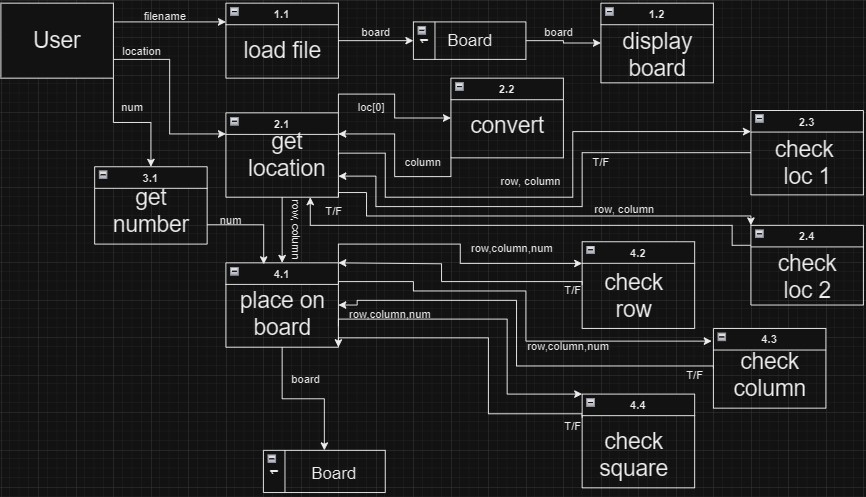 User
filename
1.1
load file
board
1
Board
board
1.2
display
board
location
num
2.1
get
location
loc[0]
2.2
convert
column
2.3
check
loc 1
T/F
row, column
3.1
get
number
num
row, column
T/F
row, column
2.4
check
loc 2
4.1
place on
board
row,column,num
4.2
check
row
T/F
row,column,num
row,column,num
4.3
check
column
T/F
4.4
check
square
T/F
board
1
Board